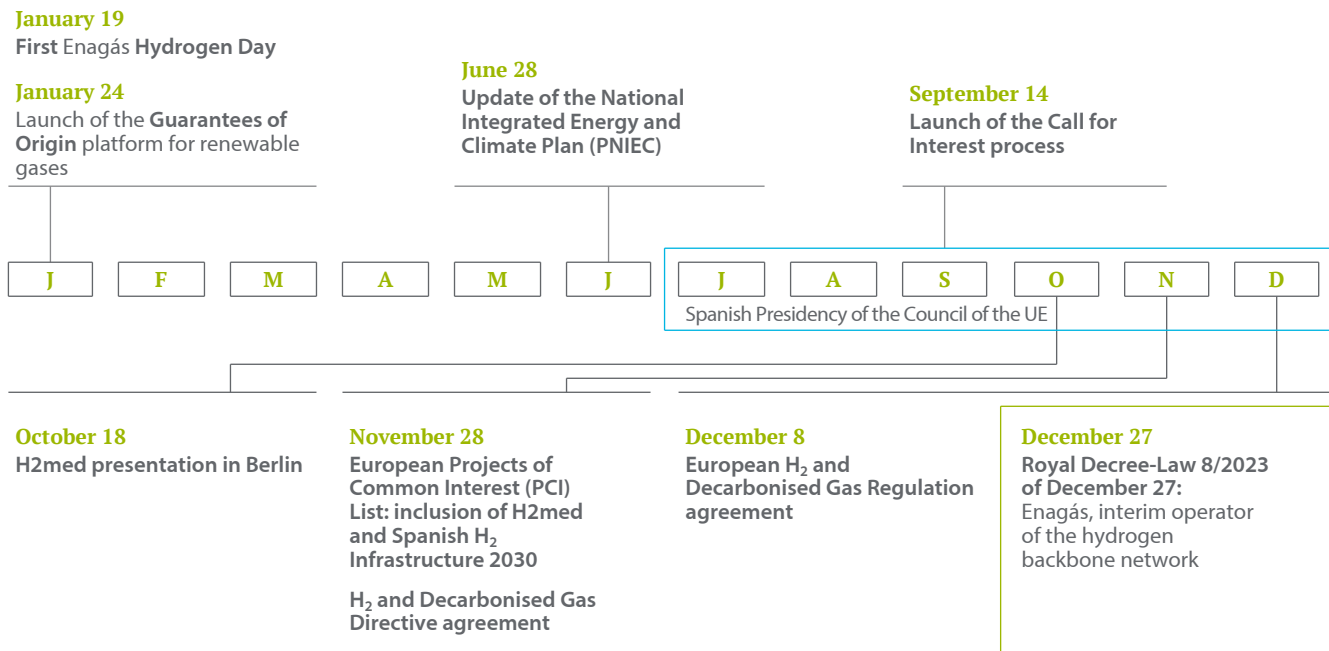 January 19
First Enagás Hydrogen Day
January 24
Launch of the Guarantees of
Origin platform for renewable
gases
June 28
Update of the National
Integrated Energy and
Climate Plan (PNIEC)
September 14
Launch of the Call for
Interest process
J F M A M J J A S O N D
Spanish Presidency of the Council of the UE
October 18
H2med presentation in Berlin
November 28
European Projects of
Common Interest (PCI)
List: inclusion of H2med
and Spanish H₂
Infrastructure 2030
H₂ and Decarbonised Gas
Directive agreement
December 8
European H₂ and
Decarbonised Gas Regulation
agreement
December 27
Royal Decree-Law 8/2023
of December 27:
Enagás, interim operator
of the hydrogen
backbone network